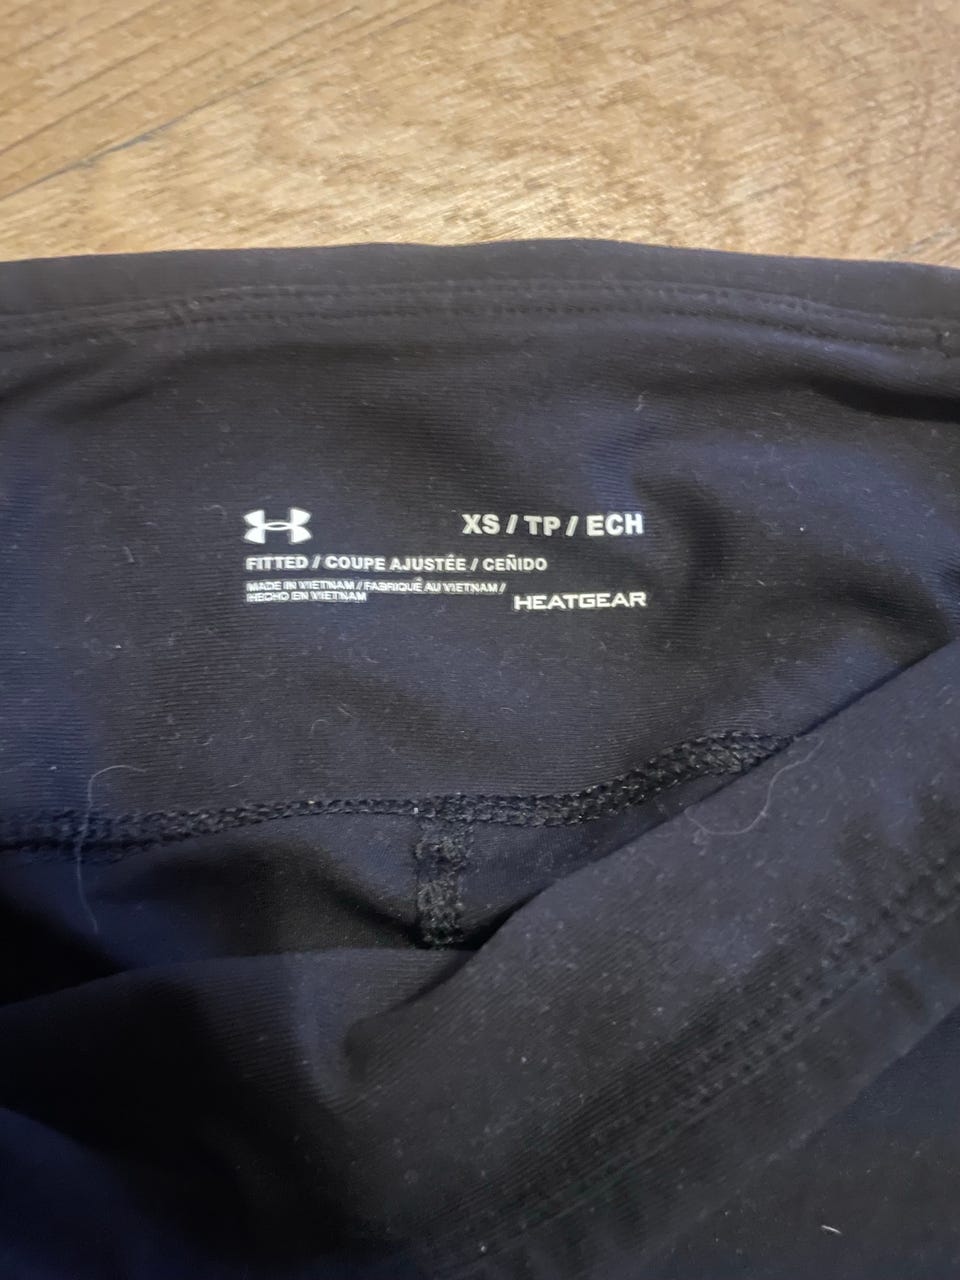 XS / TP / ECH
FITTED / COUPE AJUSTÉE / CEÑIDO
MADE IN VIETNAM / FABRIQUÉ AU VIETNAM /
HECHO EN VIETNAM
HEATGEAR